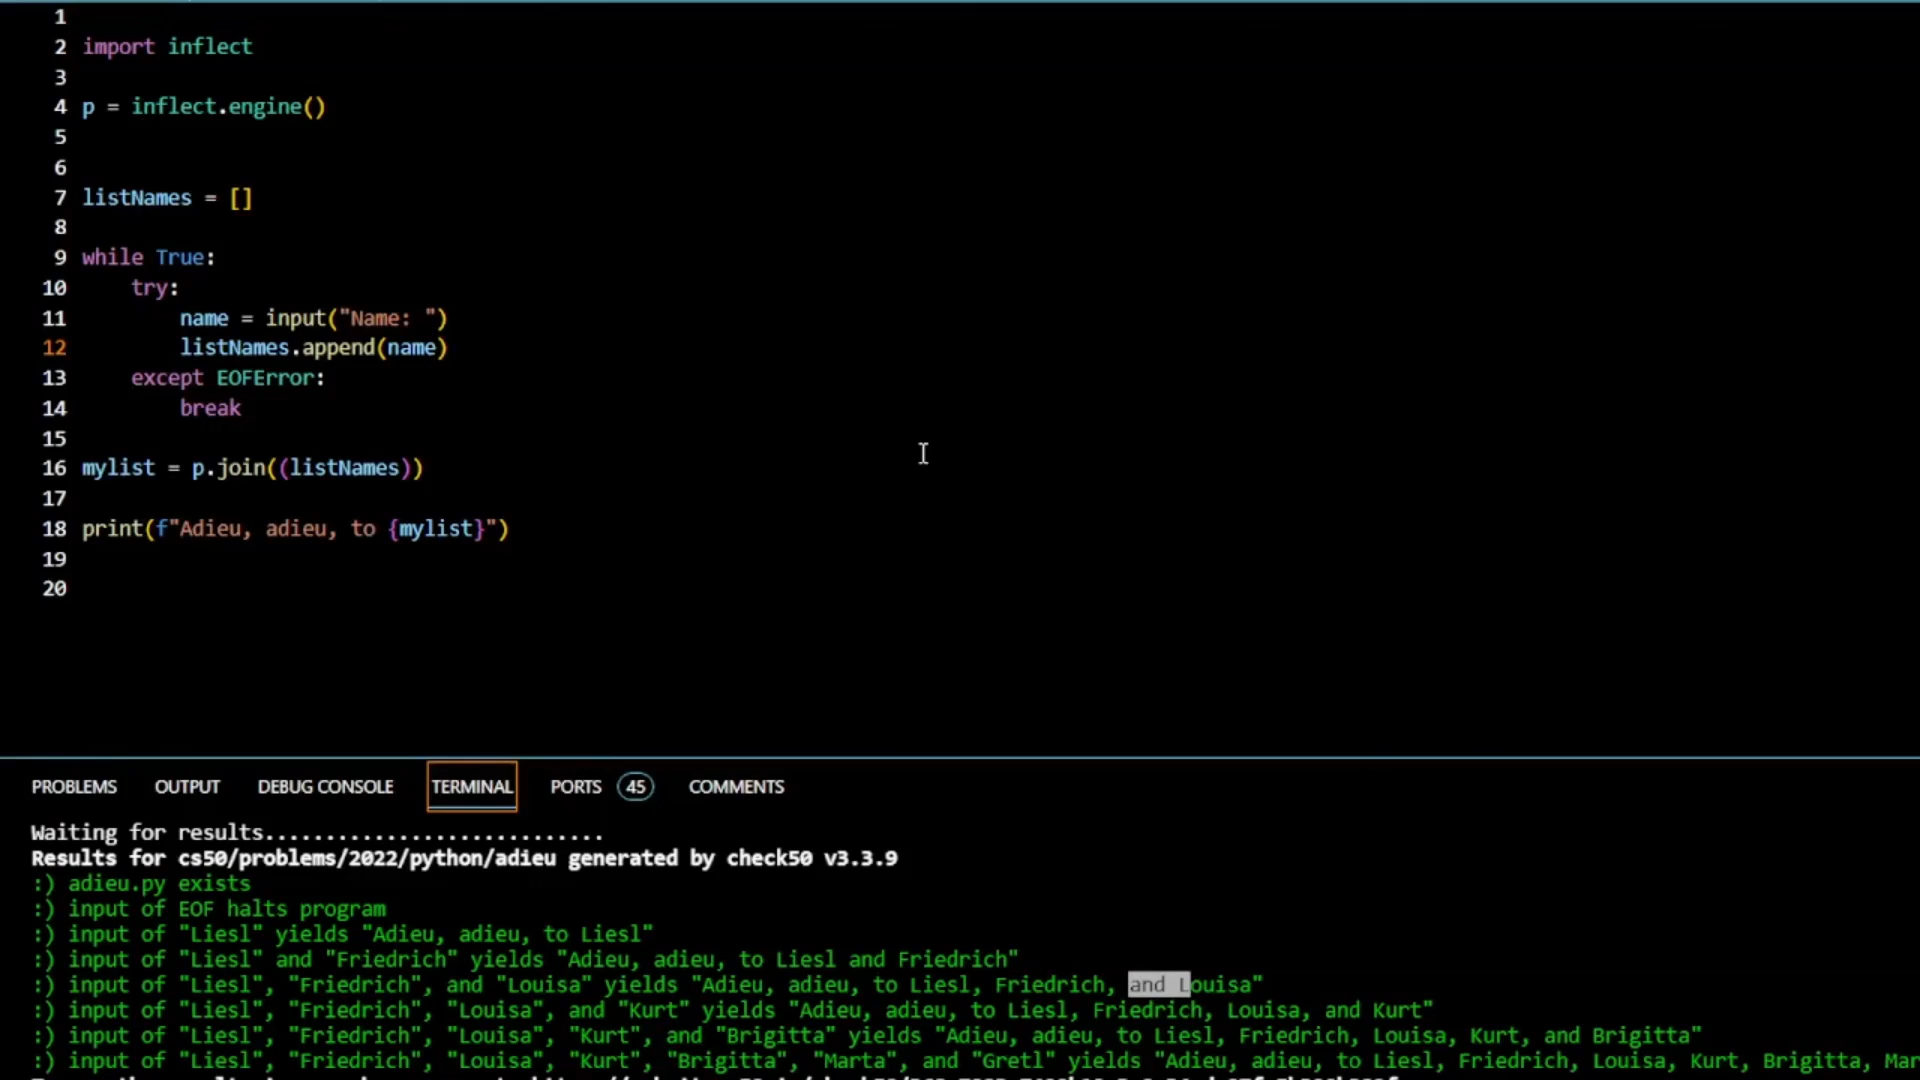 1
2 import inflect
3
4 p = inflect.engine()
5
6
7 listNames = []
8
9 while True:
10     try:
11         name = input("Name: ")
12         listNames.append(name)
13     except EOFError:
14         break
15
16 mylist = p.join((listNames))
17
18 print(f"Adieu, adieu, to {mylist}")
19
20
PROBLEMS OUTPUT DEBUG CONSOLE TERMINAL PORTS 45 COMMENTS
Waiting for results............................
Results for cs50/problems/2022/python/adieu generated by check50 v3.3.9
:) adieu.py exists
:) input of EOF halts program
:) input of "Liesl" yields "Adieu, adieu, to Liesl"
:) input of "Liesl" and "Friedrich" yields "Adieu, adieu, to Liesl and Friedrich"
:) input of "Liesl", "Friedrich", and "Louisa" yields "Adieu, adieu, to Liesl, Friedrich, and Louisa"
:) input of "Liesl", "Friedrich", "Louisa", and "Kurt" yields "Adieu, adieu, to Liesl, Friedrich, Louisa, and Kurt"
:) input of "Liesl", "Friedrich", "Louisa", "Kurt", and "Brigitta" yields "Adieu, adieu, to Liesl, Friedrich, Louisa, Kurt, and Brigitta"
:) input of "Liesl", "Friedrich", "Louisa", "Kurt", "Brigitta", "Marta", and "Gretl" yields "Adieu, adieu, to Liesl, Friedrich, Louisa, Kurt, Brigitta, Mar